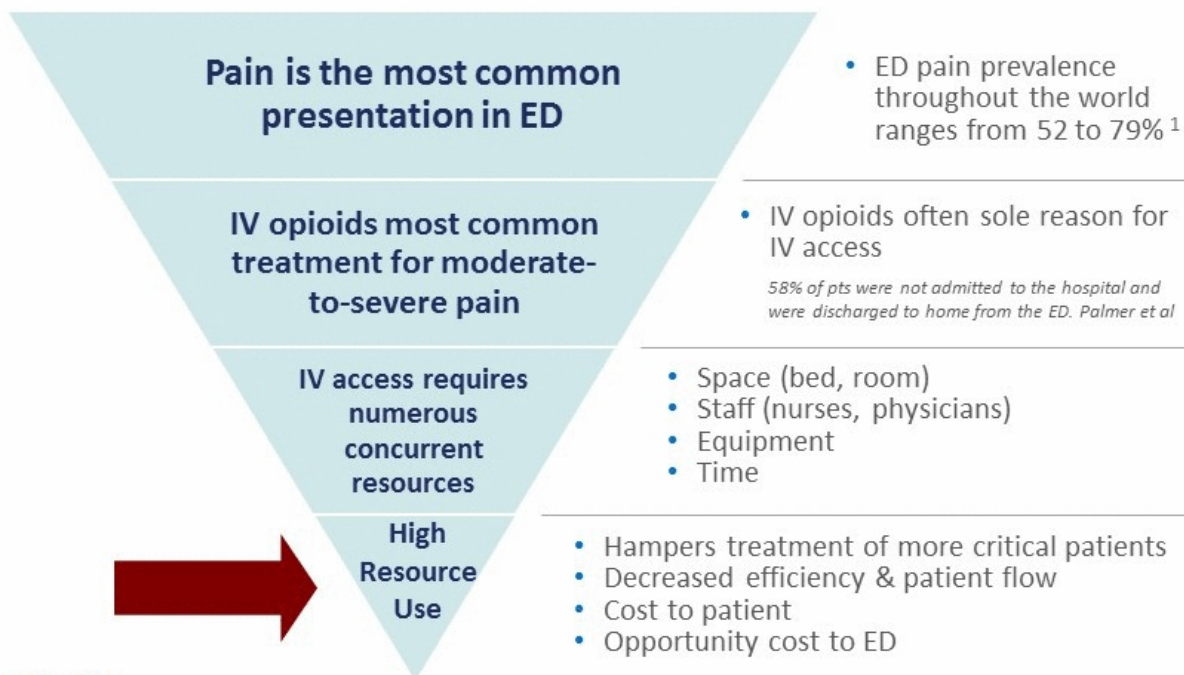 Pain is the most common
presentation in ED
• ED pain prevalence
throughout the world
ranges from 52 to 79% 1
IV opioids most common
treatment for moderate-
to-severe pain
• IV opioids often sole reason for
IV access
58% of pts were not admitted to the hospital and
were discharged to home from the ED. Palmer et al
IV access requires
numerous
concurrent
resources
• Space (bed, room)
• Staff (nurses, physicians)
• Equipment
• Time
High
Resource
Use
• Hampers treatment of more critical patients
• Decreased efficiency & patient flow
• Cost to patient
• Opportunity cost to ED